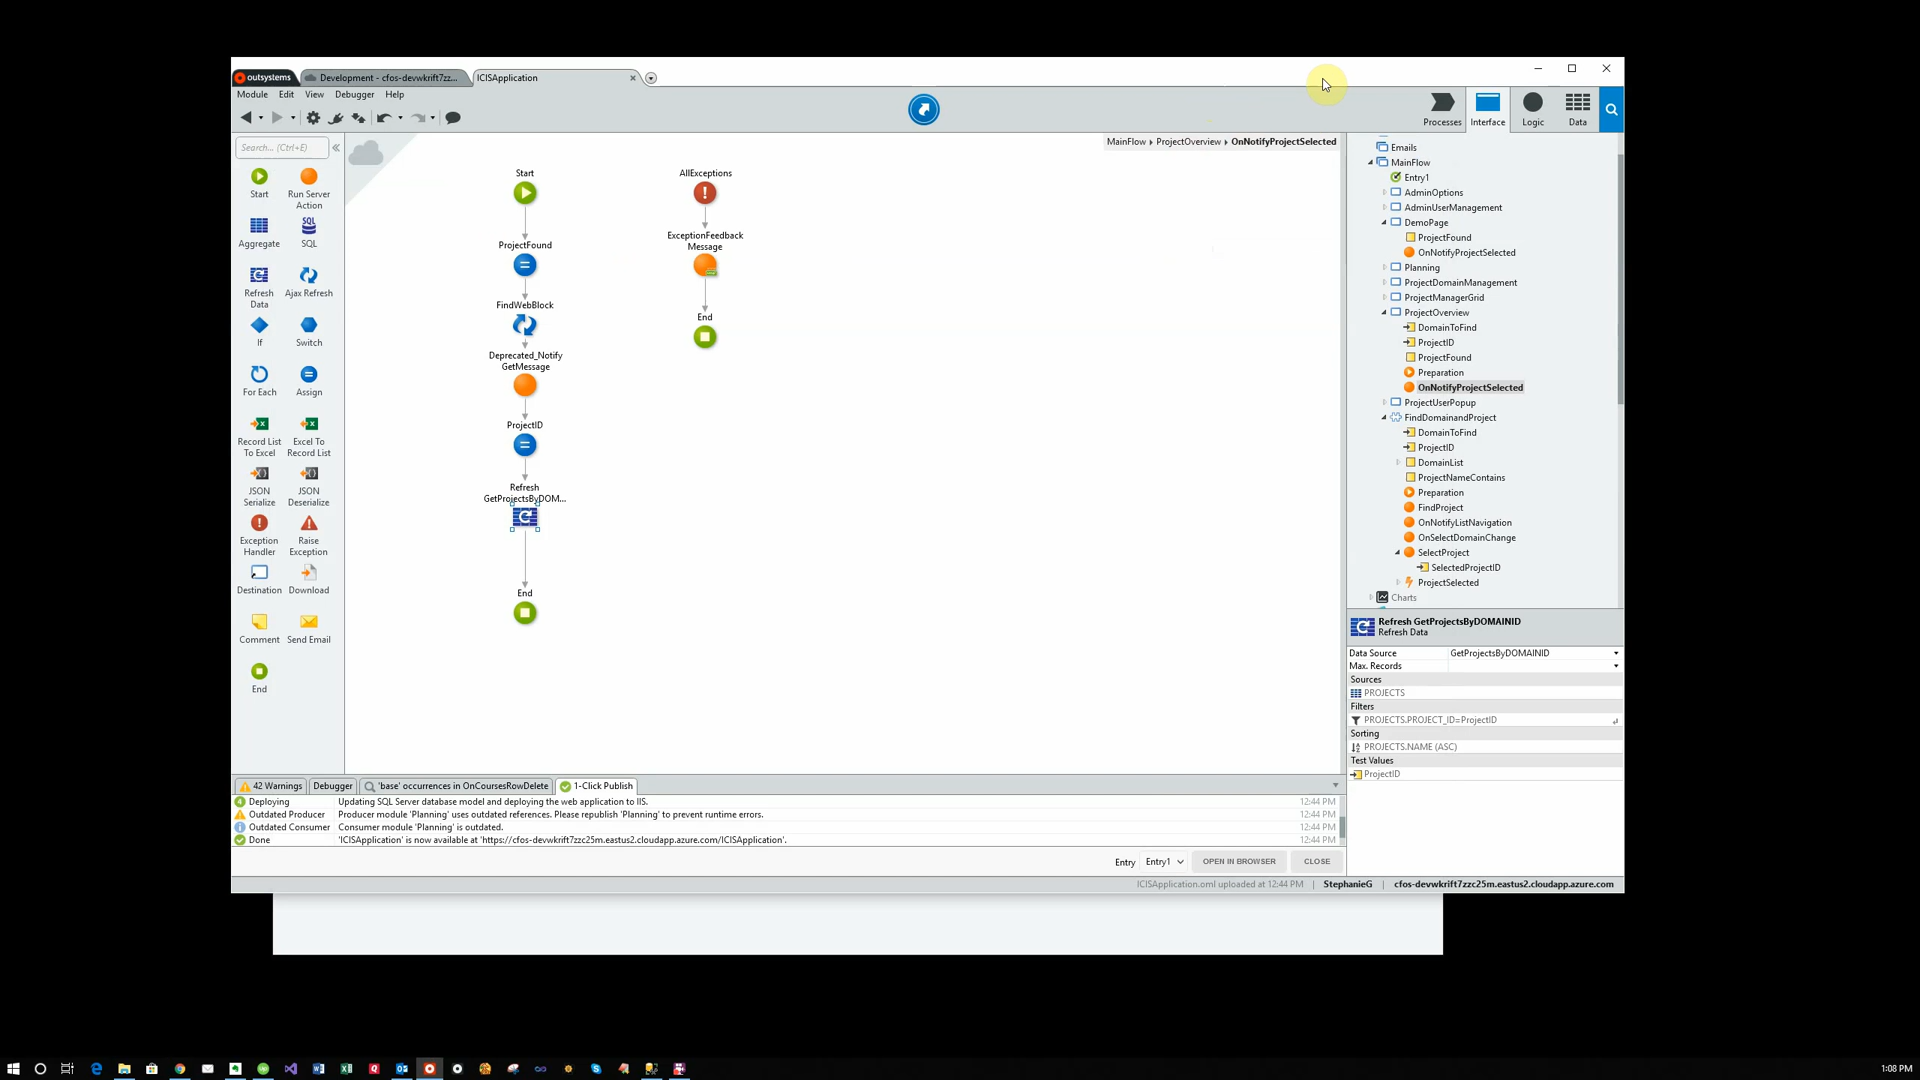 outsystems
Development - cfos-devwkrift7zz...
ICISApplication
Module Edit View Debugger Help
Processes
Interface
Logic
Data
Search... (Ctrl+E)
MainFlow ProjectOverview OnNotifyProjectSelected
Start
Run Server
Action
Aggregate
SQL
Refresh
Data
Ajax Refresh
If
Switch
For Each
Assign
Record List
To Excel
Excel To
Record List
JSON
Serialize
JSON
Deserialize
Exception
Handler
Raise
Exception
Destination
Download
Comment
Send Email
End
Start
ProjectFound
FindWebBlock
Deprecated_Notify
GetMessage
ProjectID
Refresh
GetProjectsByDOM...
End
AllExceptions
ExceptionFeedback
Message
End
Emails
MainFlow
Entry1
AdminOptions
AdminUserManagement
DemoPage
ProjectFound
OnNotifyProjectSelected
Planning
ProjectDomainManagement
ProjectManagerGrid
ProjectOverview
DomainToFind
ProjectID
ProjectFound
Preparation
OnNotifyProjectSelected
ProjectUserPopup
FindDomainandProject
DomainToFind
ProjectID
DomainList
ProjectNameContains
Preparation
FindProject
OnNotifyListNavigation
OnSelectDomainChange
SelectProject
SelectedProjectID
ProjectSelected
Charts
Refresh GetProjectsByDOMAINID
Refresh Data
Data Source GetProjectsByDOMAINID
Max. Records
Sources
PROJECTS
Filters
PROJECTS.PROJECT_ID=ProjectID
Sorting
PROJECTS.NAME (ASC)
Test Values
ProjectID
42 Warnings Debugger 'base' occurrences in OnCoursesRowDelete 1-Click Publish
4 Deploying Updating SQL Server database model and deploying the web application to IIS. 12:44 PM
Outdated Producer Producer module 'Planning' uses outdated references. Please republish 'Planning' to prevent runtime errors. 12:44 PM
Outdated Consumer Consumer module 'Planning' is outdated. 12:44 PM
Done 'ICISApplication' is now available at 'https://cfos-devwkrift7zzc25m.eastus2.cloudapp.azure.com/ICISApplication'. 12:44 PM
Entry Entry1 OPEN IN BROWSER CLOSE
ICISApplication.oml uploaded at 12:44 PM | StephanieG | cfos-devwkrift7zzc25m.eastus2.cloudapp.azure.com
1:08 PM